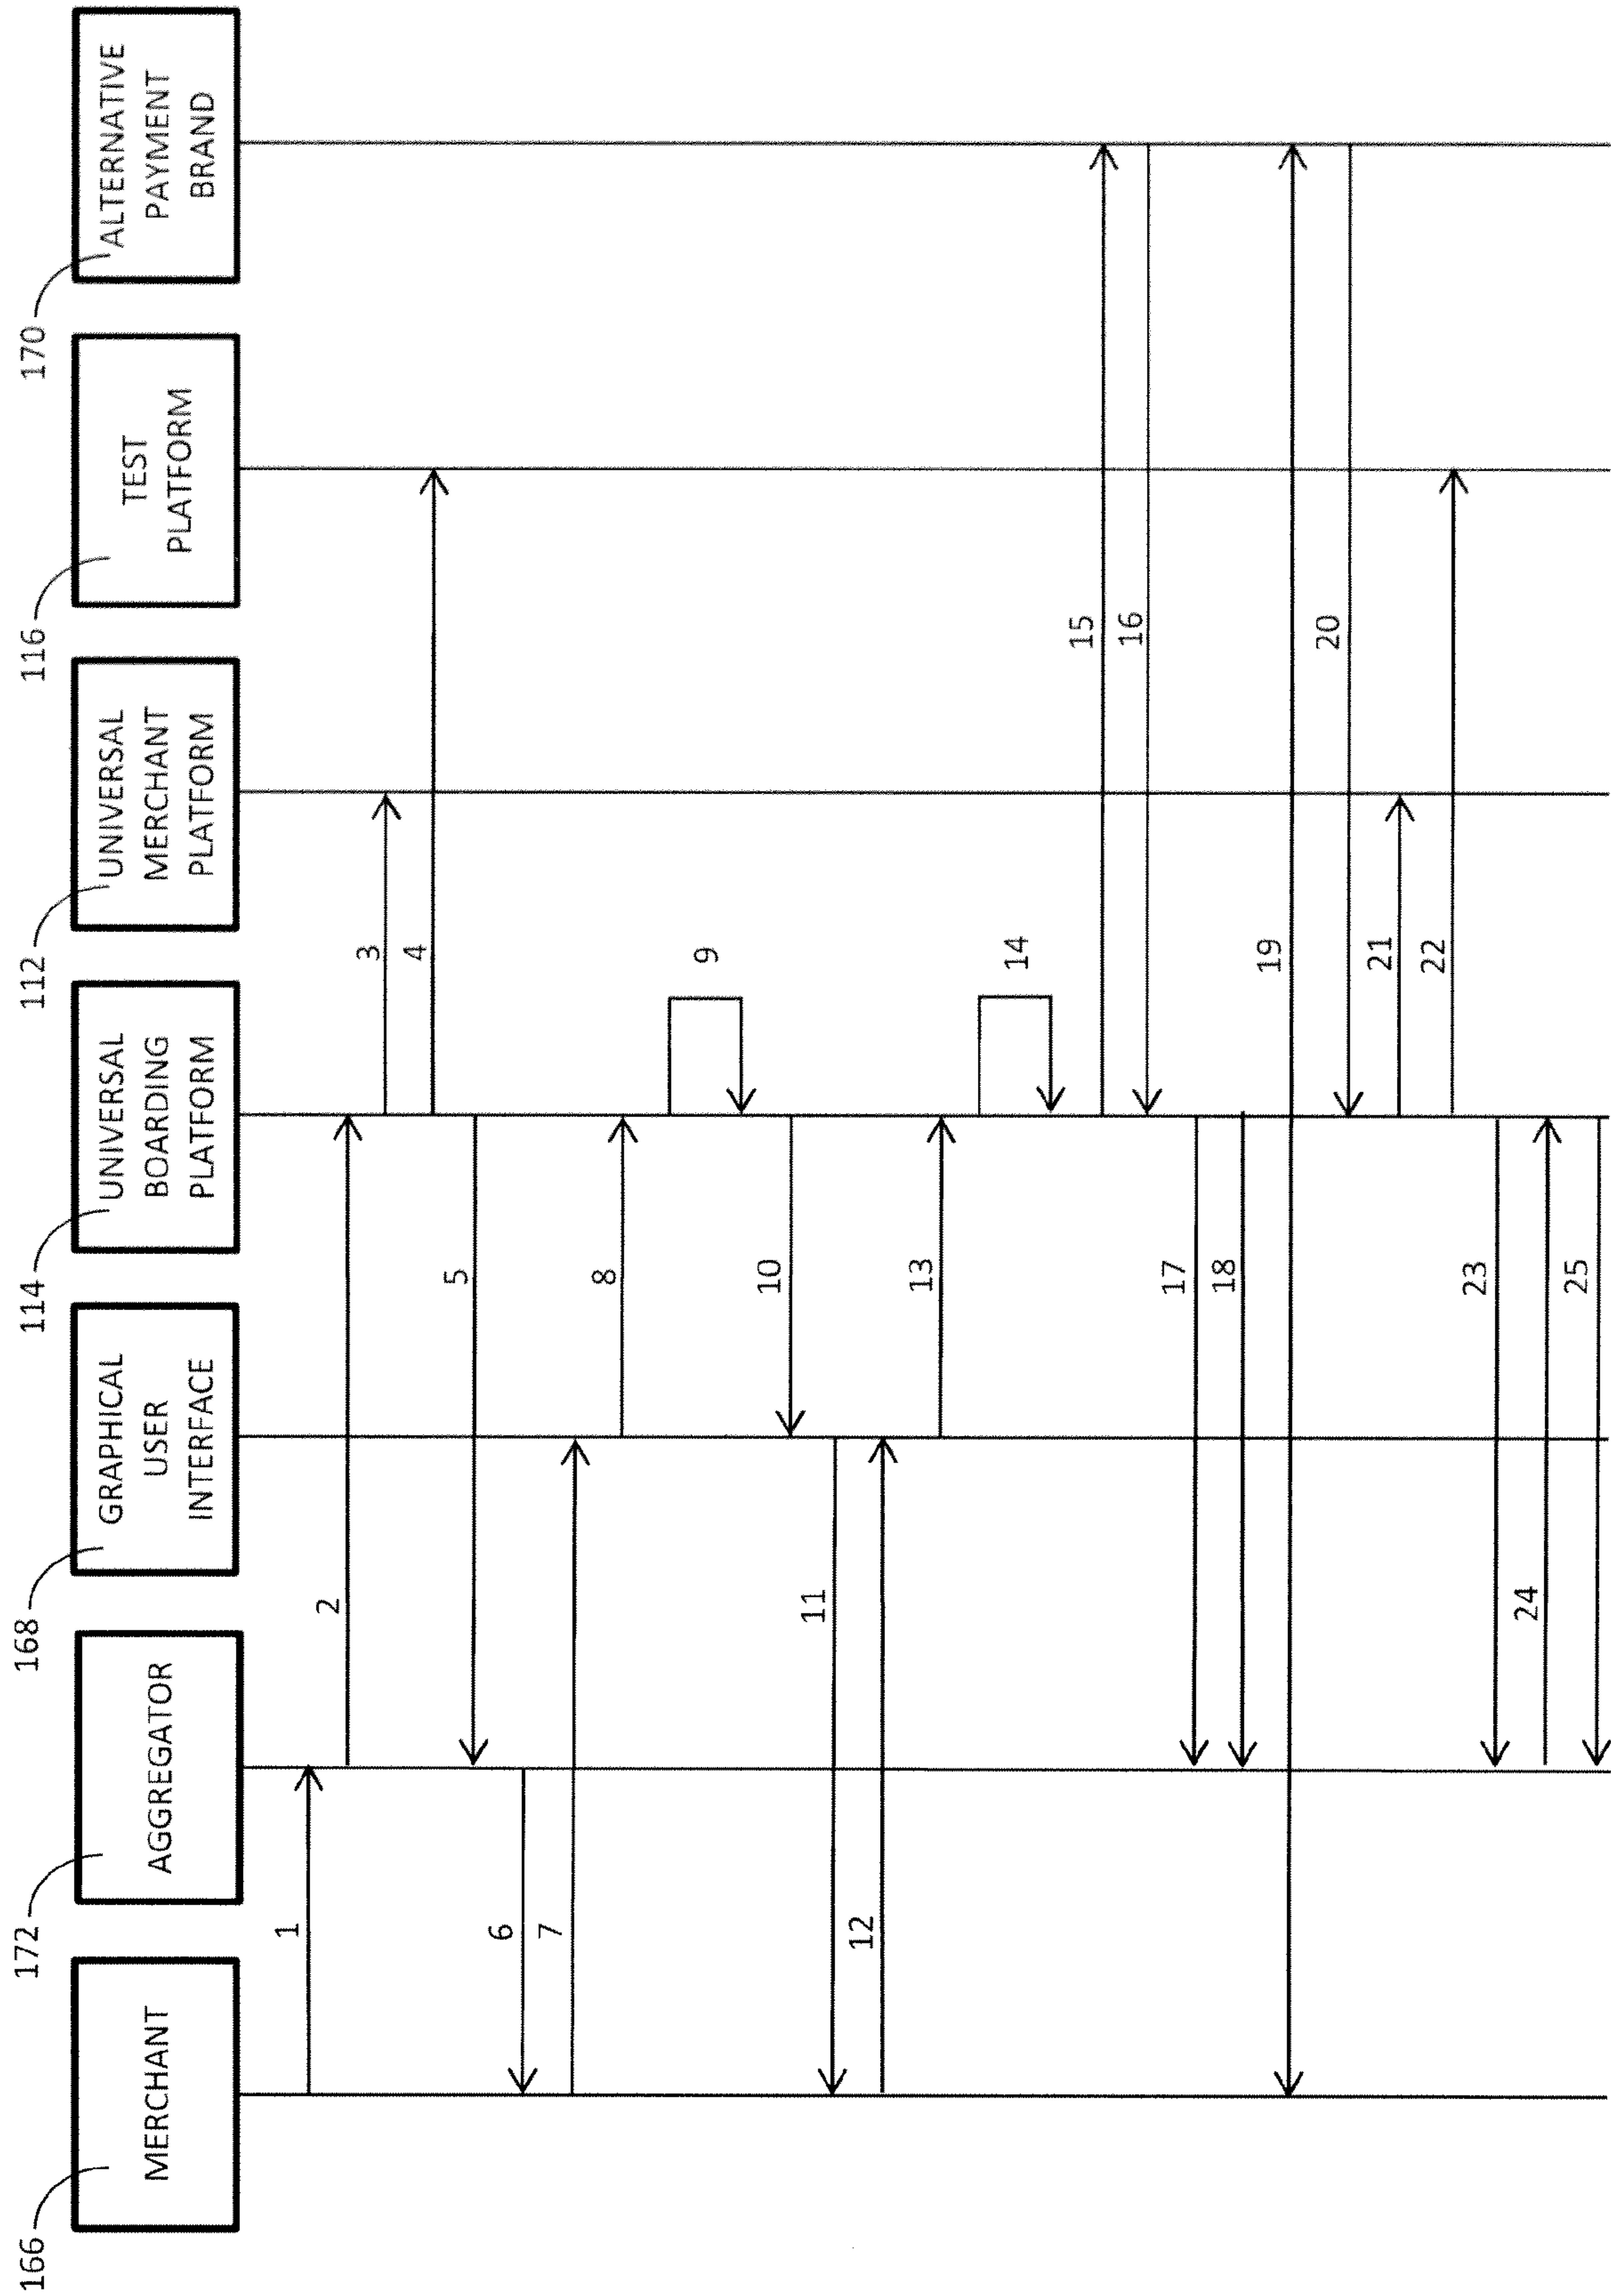 166
MERCHANT
172
AGGREGATOR
168
GRAPHICAL
USER
INTERFACE
114
UNIVERSAL
BOARDING
PLATFORM
112
UNIVERSAL
MERCHANT
PLATFORM
116
TEST
PLATFORM
170
ALTERNATIVE
PAYMENT
BRAND
1
2
3
4
5
6
7
8
9
10
11
12
13
14
15
16
17
18
19
20
21
22
23
24
25